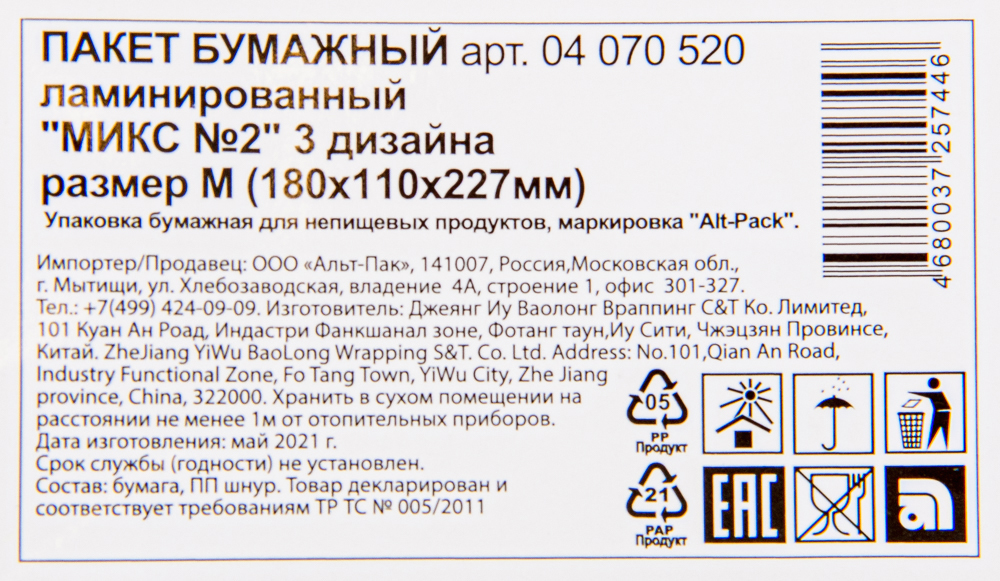 ПАКЕТ БУМАЖНЫЙ арт. 04 070 520
ламинированный
"МИКС №2" 3 дизайна
размер М (180х110х227мм)
Упаковка бумажная для непищевых продуктов, маркировка "Alt-Pack".
Импортер/Продавец: ООО «Альт-Пак», 141007, Россия,Московская обл.,
г. Мытищи, ул. Хлебозаводская, владение 4А, строение 1, офис 301-327.
Тел.: +7(499) 424-09-09. Изготовитель: Джеянг Иу Ваолонг Враппинг С&Т Ко. Лимитед,
101 Куан Ан Роад, Индастри Фанкшанал зоне, Фотанг таун,Иу Сити, Чжэцзян Провинсе,
Китай. ZheJiang YiWu BaoLong Wrapping S&T. Co. Ltd. Address: No.101,Qian An Road,
Industry Functional Zone, Fo Tang Town, YiWu City, Zhe Jiang
province, China, 322000. Хранить в сухом помещении на
расстоянии не менее 1м от отопительных приборов.
Дата изготовления: май 2021 г.
Срок службы (годности) не установлен.
Состав: бумага, ПП шнур. Товар декларирован и
соответствует требованиям ТР ТС № 005/2011
4 680037 257446
05
PP
Продукт
21
PAP
Продукт
EAC